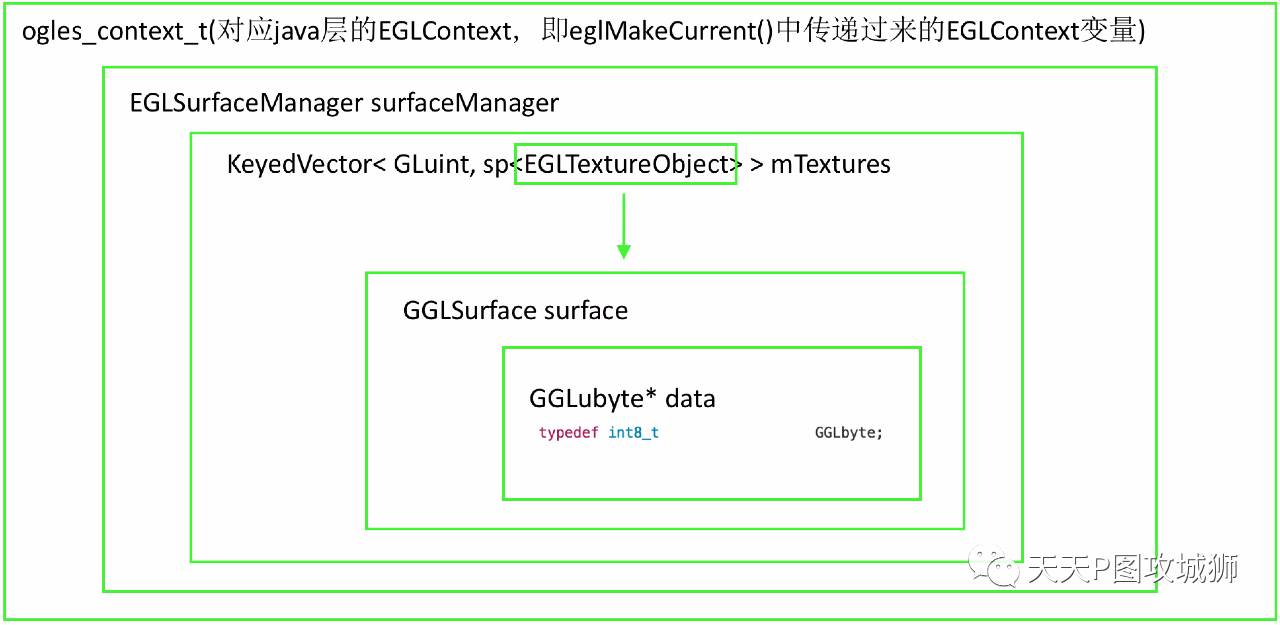 ogles_context_t(对应java层的EGLContext，即eglMakeCurrent()中传递过来的EGLContext变量)
EGLSurfaceManager surfaceManager
KeyedVector< GLuint, sp<EGLTextureObject> > mTextures
GGLSurface surface
GGLubyte* data
typedef int8_t GGLbyte;
天天P图攻城狮